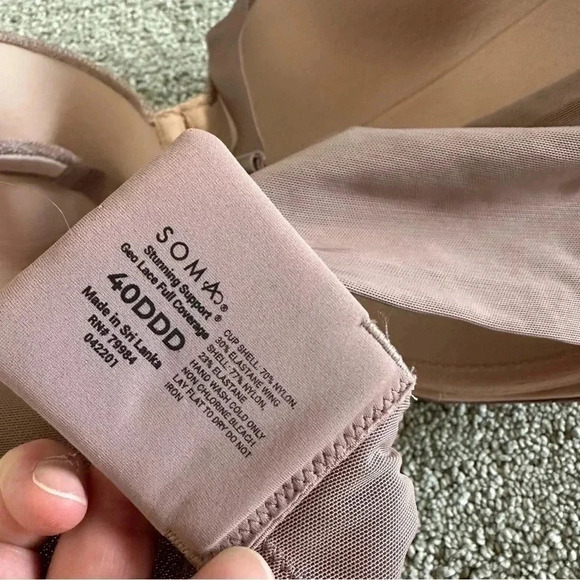 SOMA®
Stunning Support®
Geo Lace Full Coverage
40DDD
Made in Sri Lanka
RN# 79984
042201
CUP SHELL: 70% NYLON,
30% ELASTANE WING
SHELL: 77% NYLON,
23% ELASTANE
HAND WASH COLD ONLY
NON CHLORINE BLEACH
LAY FLAT TO DRY DO NOT
IRON